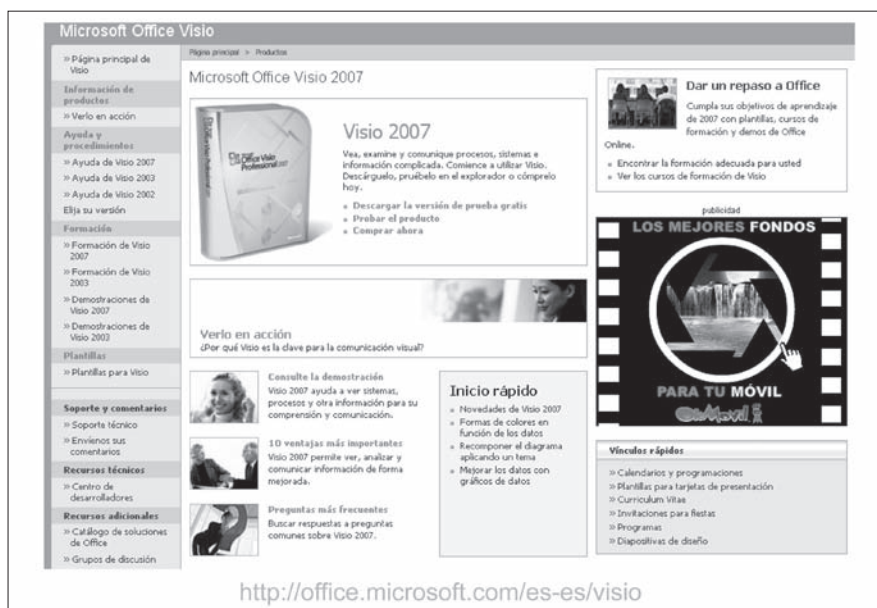 Microsoft Office Visio
» Página principal de
Visio
Información de
productos
» Verlo en acción
Ayuda y
procedimientos
» Ayuda de Visio 2007
» Ayuda de Visio 2003
» Ayuda de Visio 2002
Elija su versión
Formación
» Formación de Visio
2007
» Formación de Visio
2003
» Demostraciones de
Visio 2007
» Demostraciones de
Visio 2003
Plantillas
» Plantillas para Visio
Soporte y comentarios
» Soporte técnico
» Envíenos sus
comentarios
Recursos técnicos
» Centro de
desarrolladores
Recursos adicionales
» Catálogo de soluciones
de Office
» Grupos de discusión
Página principal > Productos
Microsoft Office Visio 2007
Office Visio
Professional 2007
Visio 2007
Vea, examine y comunique procesos, sistemas e
información complicada. Comience a utilizar Visio.
Descárguelo, pruébelo en el explorador o cómprelo
hoy.
Descargar la versión de prueba gratis
Probar el producto
Comprar ahora
Verlo en acción
¿Por qué Visio es la clave para la comunicación visual?
Consulte la demostración
Visio 2007 ayuda a ver sistemas,
procesos y otra información para su
comprensión y comunicación.
10 ventajas más importantes
Visio 2007 permite ver, analizar y
comunicar información de forma
mejorada.
Preguntas más frecuentes
Buscar respuestas a preguntas
comunes sobre Visio 2007.
Inicio rápido
Novedades de Visio 2007
Formas de colores en
función de los datos
Recomponer el diagrama
aplicando un tema
Mejorar los datos con
gráficos de datos
Dar un repaso a Office
Cumpla sus objetivos de aprendizaje
de 2007 con plantillas, cursos de
formación y demos de Office
Online.
Encontrar la formación adecuada para usted
Ver los cursos de formación de Visio
publicidad
LOS MEJORES FONDOS
PARA TU MÓVIL
Vínculos rápidos
» Calendarios y programaciones
» Plantillas para tarjetas de presentación
» Curriculum Vitae
» Invitaciones para fiestas
» Programas
» Diapositivas de diseño
http://office.microsoft.com/es-es/visio